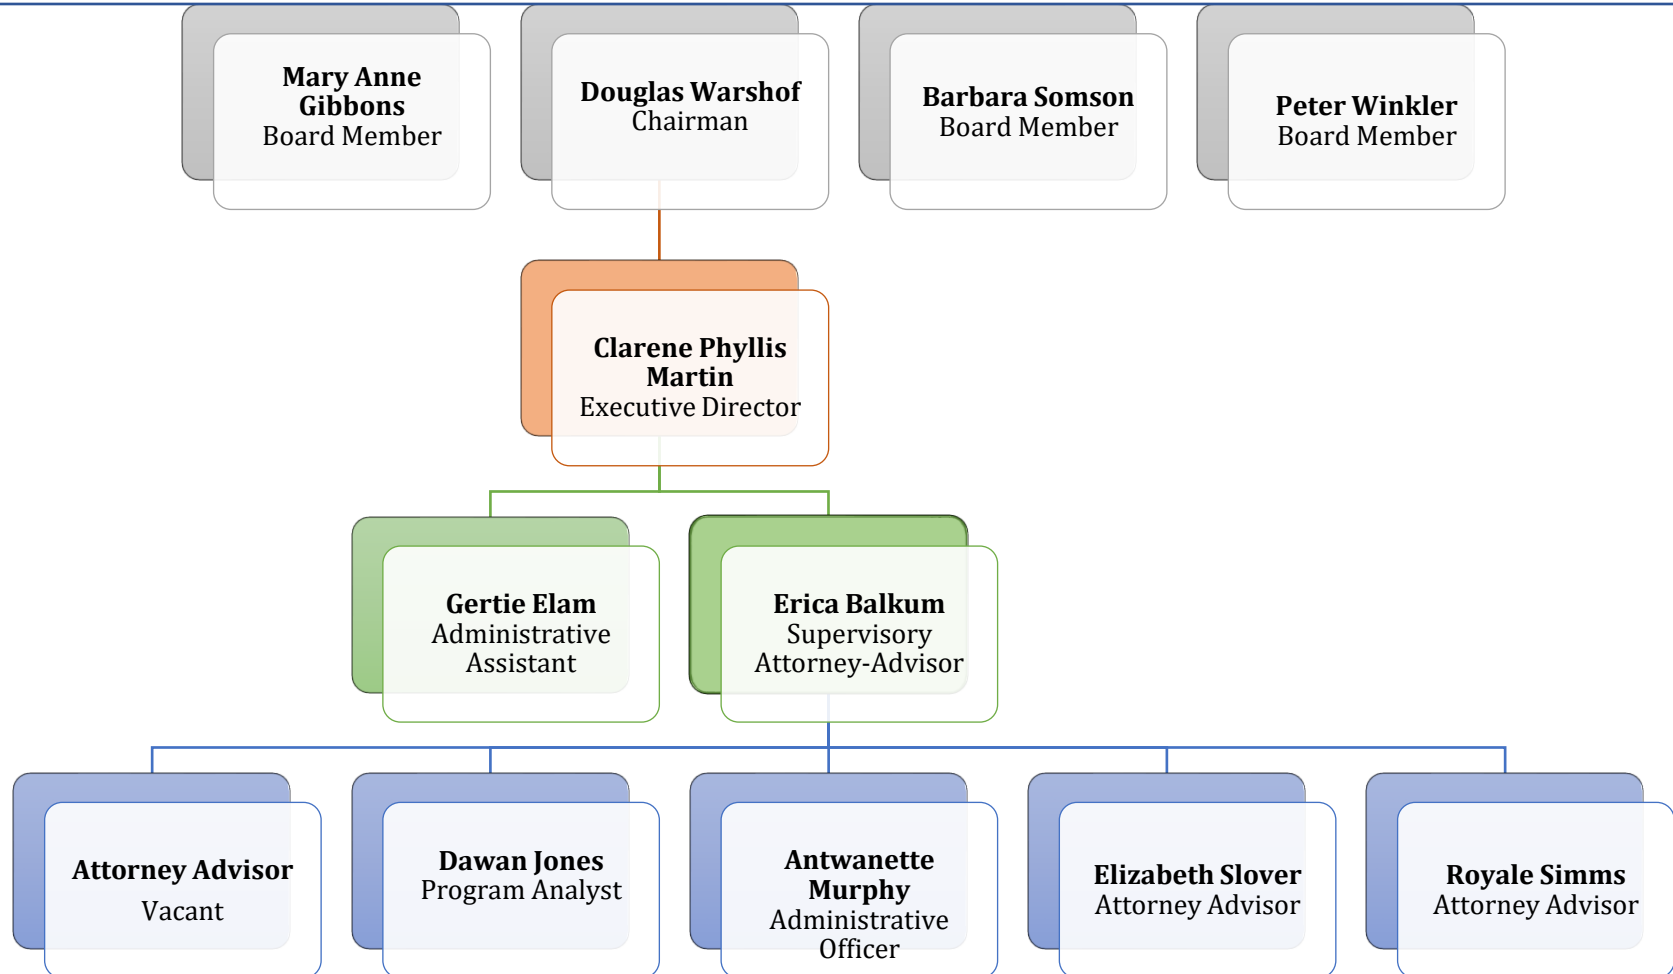 Mary Anne
Gibbons
Board Member
Douglas Warshof
Chairman
Barbara Somson
Board Member
Peter Winkler
Board Member
Clarene Phyllis
Martin
Executive Director
Gertie Elam
Administrative
Assistant
Erica Balkum
Supervisory
Attorney-Advisor
Attorney Advisor
Vacant
Dawan Jones
Program Analyst
Antwanette
Murphy
Administrative
Officer
Elizabeth Slover
Attorney Advisor
Royale Simms
Attorney Advisor